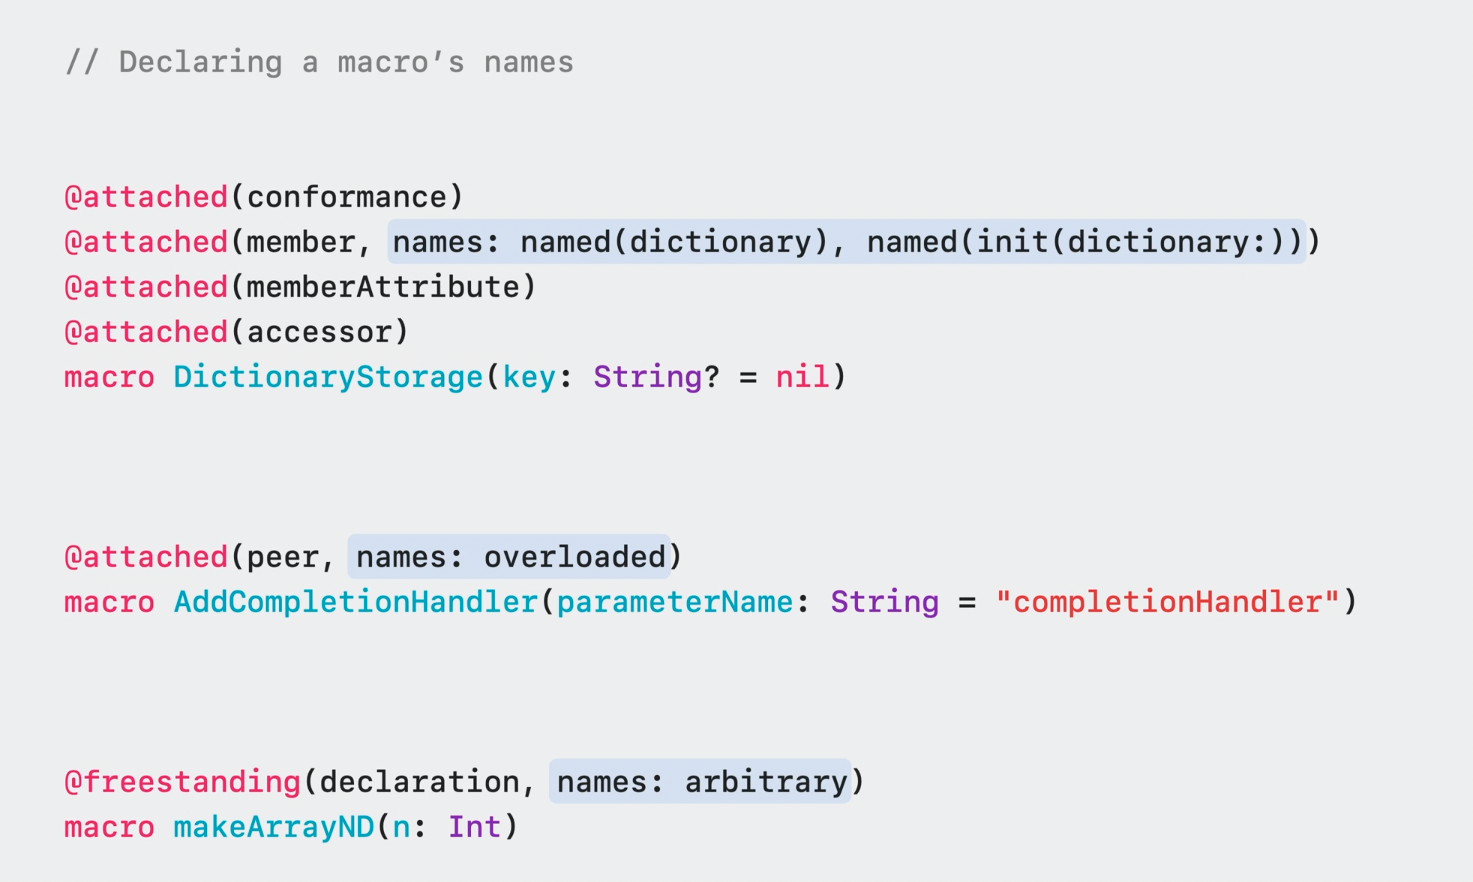 // Declaring a macro’s names
@attached(conformance)
@attached(member, names: named(dictionary), named(init(dictionary:)))
@attached(memberAttribute)
@attached(accessor)
macro DictionaryStorage(key: String? = nil)
@attached(peer, names: overloaded)
macro AddCompletionHandler(parameterName: String = "completionHandler")
@freestanding(declaration, names: arbitrary)
macro makeArrayND(n: Int)